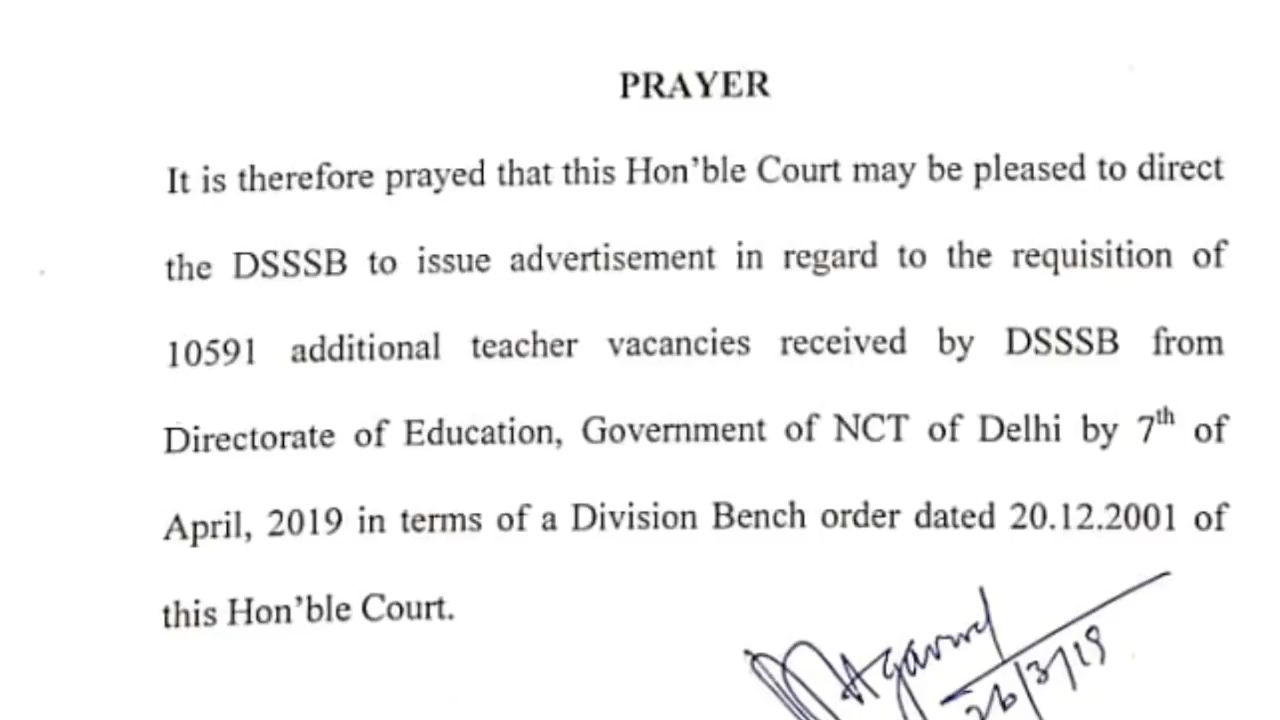 PRAYER
It is therefore prayed that this Hon'ble Court may be pleased to direct
the DSSSB to issue advertisement in regard to the requisition of
10591 additional teacher vacancies received by DSSSB from
Directorate of Education, Government of NCT of Delhi by 7th of
April, 2019 in terms of a Division Bench order dated 20.12.2001 of
this Hon'ble Court.
Agarwal
26/3/19